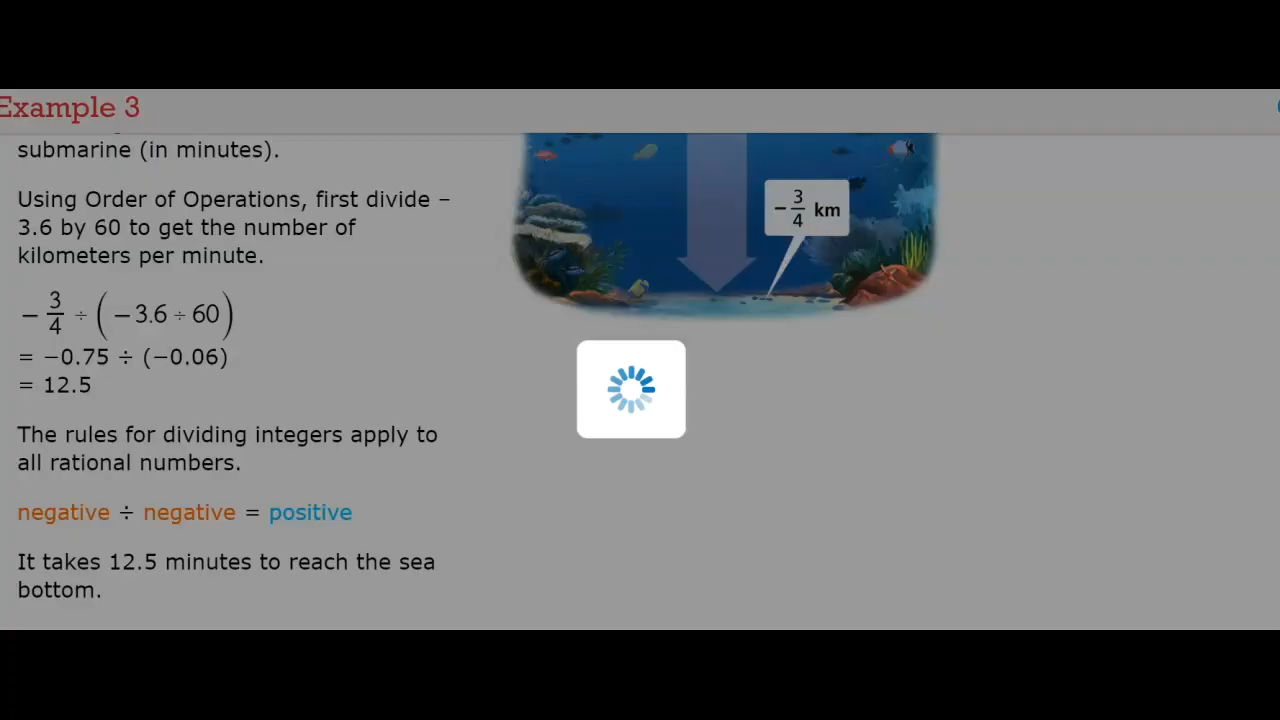 Example 3
submarine (in minutes).
Using Order of Operations, first divide –
3.6 by 60 to get the number of
kilometers per minute.
− 3/4 ÷ ( − 3.6 ÷ 60 )
= −0.75 ÷ (−0.06)
= 12.5
The rules for dividing integers apply to
all rational numbers.
negative ÷ negative = positive
It takes 12.5 minutes to reach the sea
bottom.
− 3/4 km